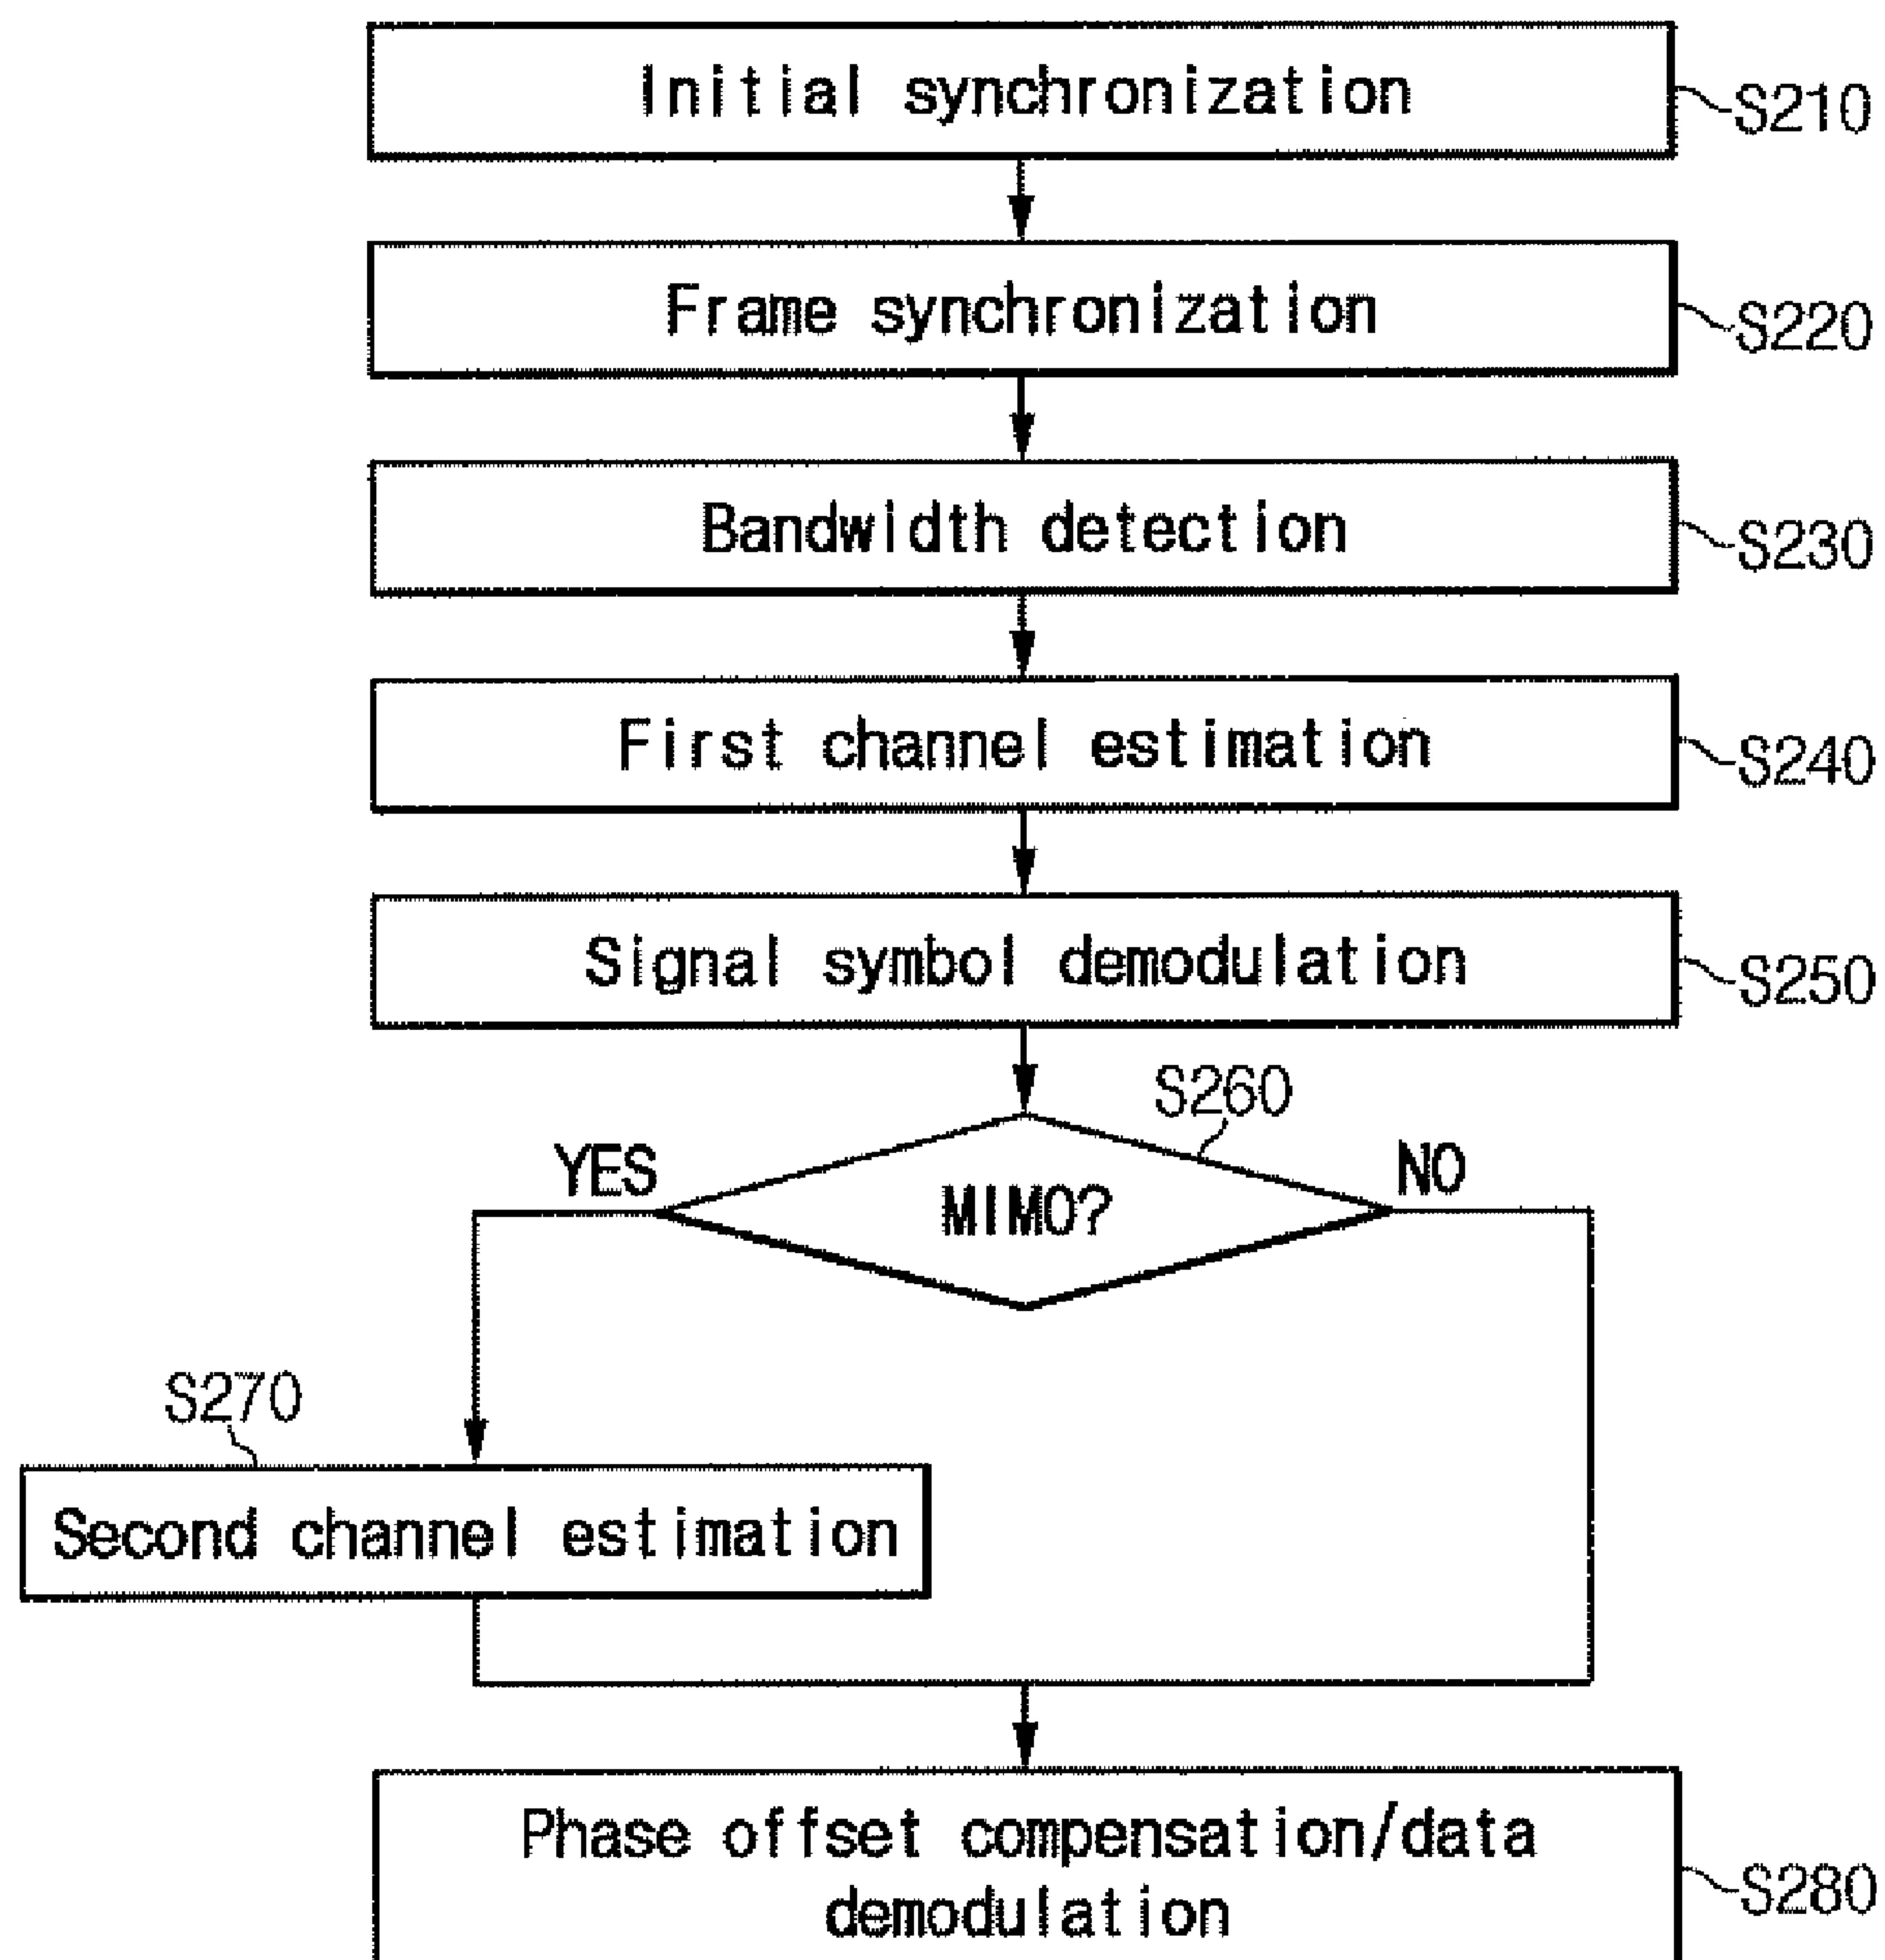 Initial synchronization
S210
Frame synchronization
S220
Bandwidth detection
S230
First channel estimation
S240
Signal symbol demodulation
S250
S260
YES
MIMO?
NO
S270
Second channel estimation
Phase offset compensation/data
demodulation
S280